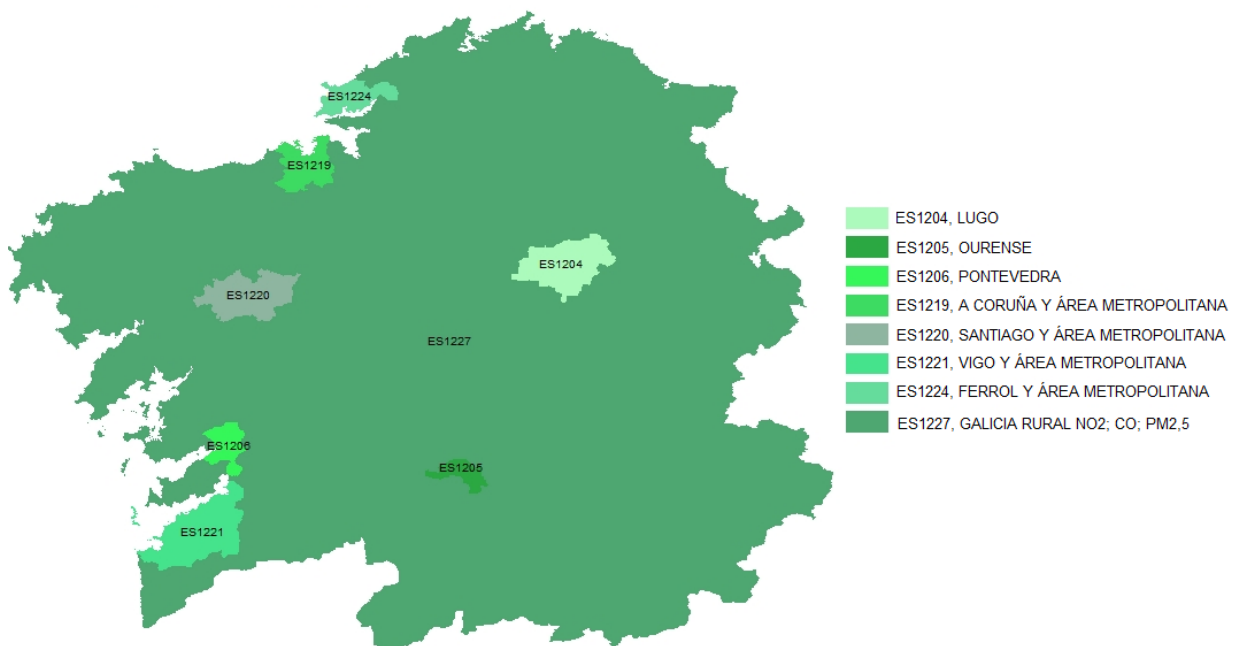 ES1224
ES1219
ES1204
ES1220
ES1227
ES1206
ES1205
ES1221
ES1204, LUGO
ES1205, OURENSE
ES1206, PONTEVEDRA
ES1219, A CORUÑA Y ÁREA METROPOLITANA
ES1220, SANTIAGO Y ÁREA METROPOLITANA
ES1221, VIGO Y ÁREA METROPOLITANA
ES1224, FERROL Y ÁREA METROPOLITANA
ES1227, GALICIA RURAL NO2; CO; PM2,5